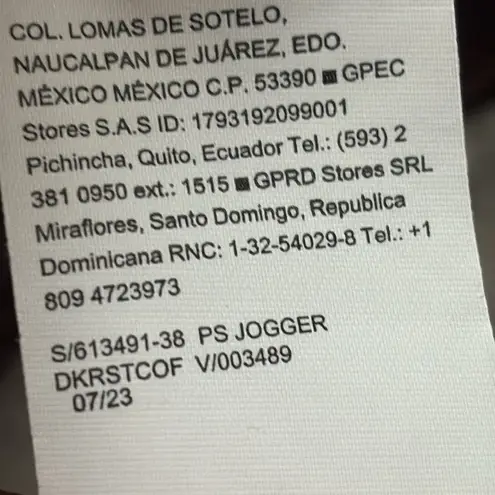 COL. LOMAS DE SOTELO,
NAUCALPAN DE JUÁREZ, EDO.
MÉXICO MÉXICO C.P. 53390 ■ GPEC
Stores S.A.S ID: 1793192099001
Pichincha, Quito, Ecuador Tel.: (593) 2
381 0950 ext.: 1515 ■ GPRD Stores SRL
Miraflores, Santo Domingo, Republica
Dominicana RNC: 1-32-54029-8 Tel.: +1
809 4723973
S/613491-38 PS JOGGER
DKRSTCOF V/003489
07/23